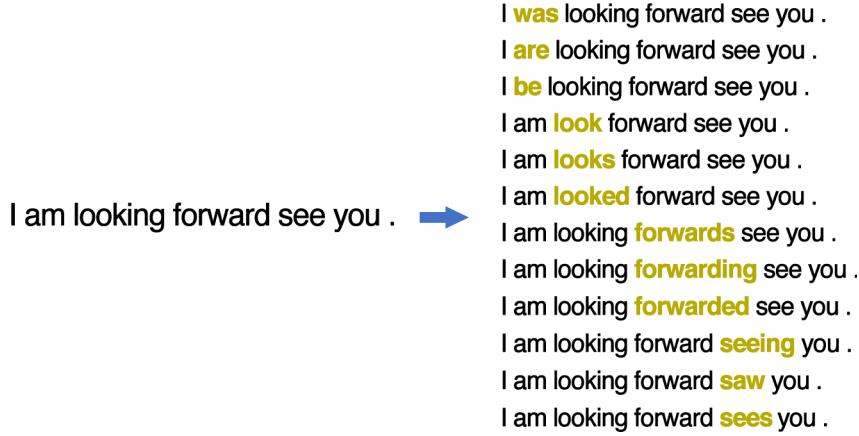 I was looking forward see you .
I are looking forward see you .
I be looking forward see you .
I am look forward see you .
I am looks forward see you .
I am looked forward see you .
I am looking forward see you .
I am looking forwards see you .
I am looking forwarding see you .
I am looking forwarded see you .
I am looking forward seeing you .
I am looking forward saw you .
I am looking forward sees you .